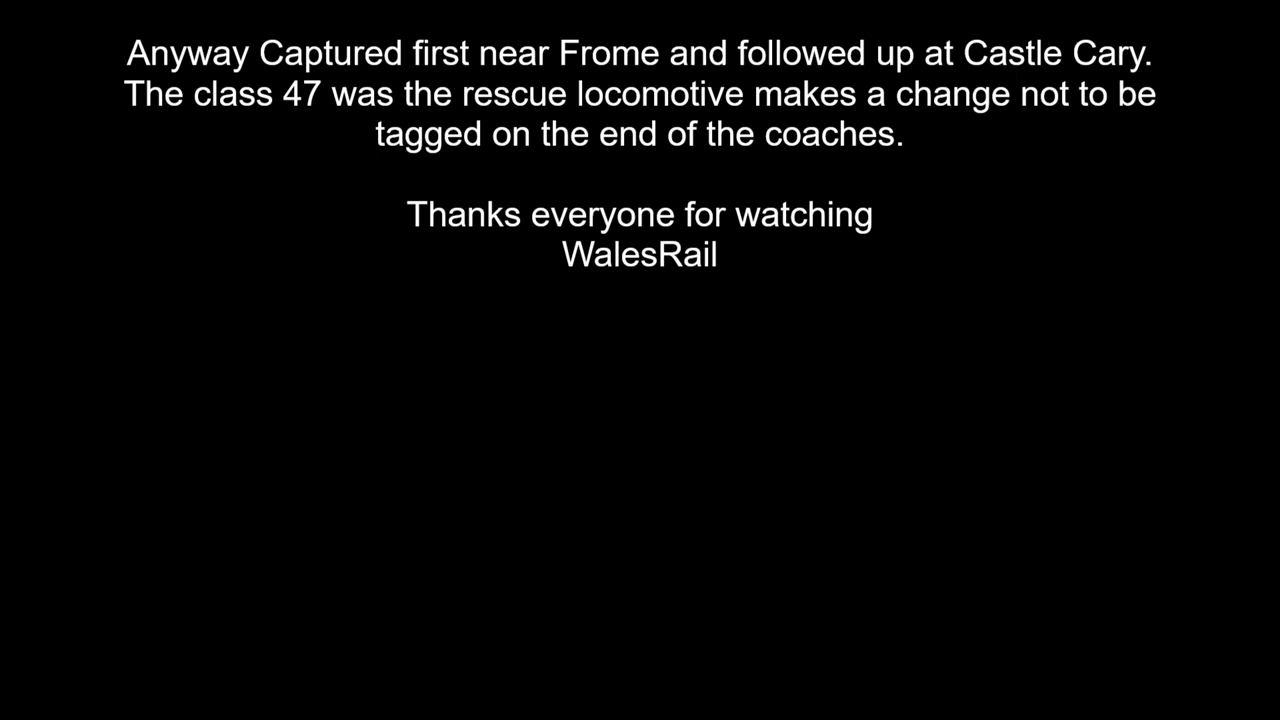 Anyway Captured first near Frome and followed up at Castle Cary.
The class 47 was the rescue locomotive makes a change not to be
tagged on the end of the coaches.
Thanks everyone for watching
WalesRail